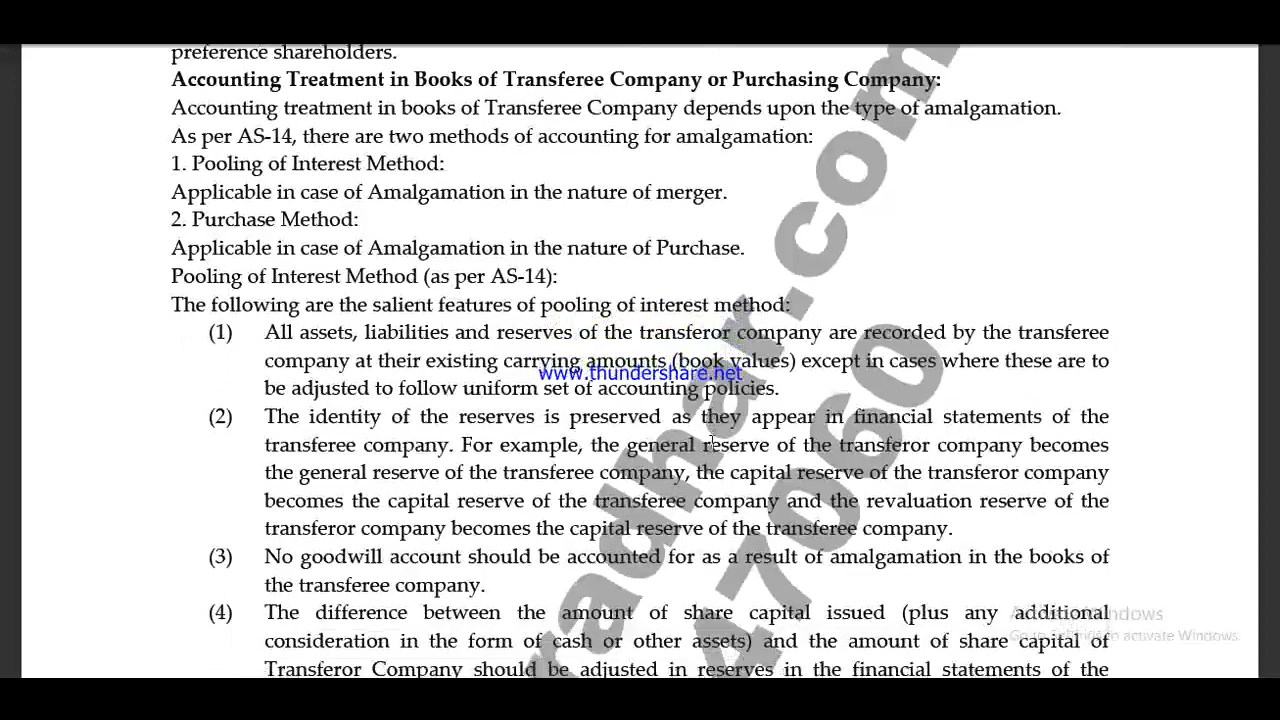 preference shareholders.
Accounting Treatment in Books of Transferee Company or Purchasing Company:
Accounting treatment in books of Transferee Company depends upon the type of amalgamation.
As per AS-14, there are two methods of accounting for amalgamation:
1. Pooling of Interest Method:
Applicable in case of Amalgamation in the nature of merger.
2. Purchase Method:
Applicable in case of Amalgamation in the nature of Purchase.
Pooling of Interest Method (as per AS-14):
The following are the salient features of pooling of interest method:
(1) All assets, liabilities and reserves of the transferor company are recorded by the transferee
company at their existing carrying amounts (book values) except in cases where these are to
www.thundershare.net
be adjusted to follow uniform set of accounting policies.
(2) The identity of the reserves is preserved as they appear in financial statements of the
transferee company. For example, the general reserve of the transferor company becomes
the general reserve of the transferee company, the capital reserve of the transferor company
becomes the capital reserve of the transferee company and the revaluation reserve of the
transferor company becomes the capital reserve of the transferee company.
(3) No goodwill account should be accounted for as a result of amalgamation in the books of
the transferee company.
(4) The difference between the amount of share capital issued (plus any additional
consideration in the form of cash or other assets) and the amount of share capital of
Transferor Company should be adjusted in reserves in the financial statements of the
radhar.com
47060
Activate Windows
Go to Settings to activate Windows.